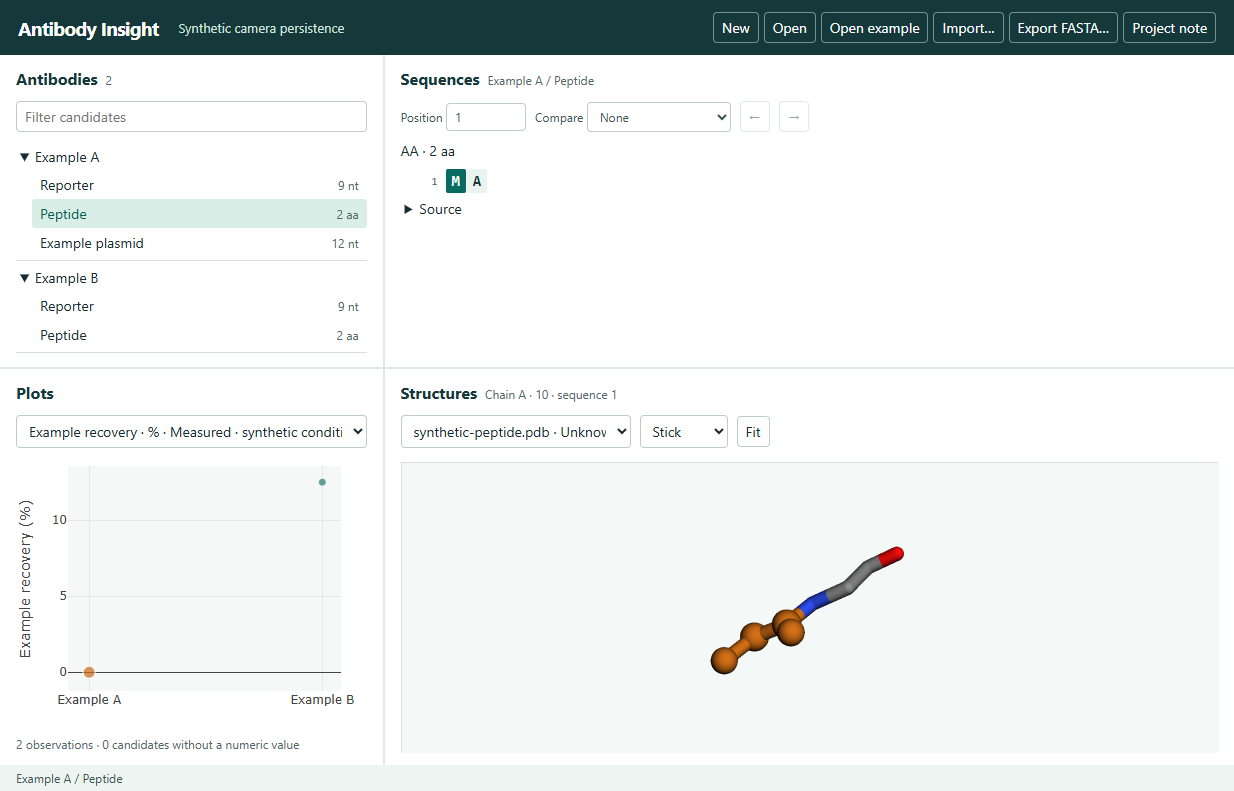 Antibody Insight Synthetic camera persistence New Open Open example Import... Export FASTA... Project note
Antibodies 2
Filter candidates
▼ Example A
Reporter 9 nt
Peptide 2 aa
Example plasmid 12 nt
▼ Example B
Reporter 9 nt
Peptide 2 aa
Sequences Example A / Peptide
Position 1 Compare None ← →
AA · 2 aa
1 M A
▶ Source
Plots
Example recovery · % · Measured · synthetic conditi
Example recovery (%)
10
5
0
Example A Example B
2 observations · 0 candidates without a numeric value
Structures Chain A · 10 · sequence 1
synthetic-peptide.pdb · Unknov Stick Fit
Example A / Peptide